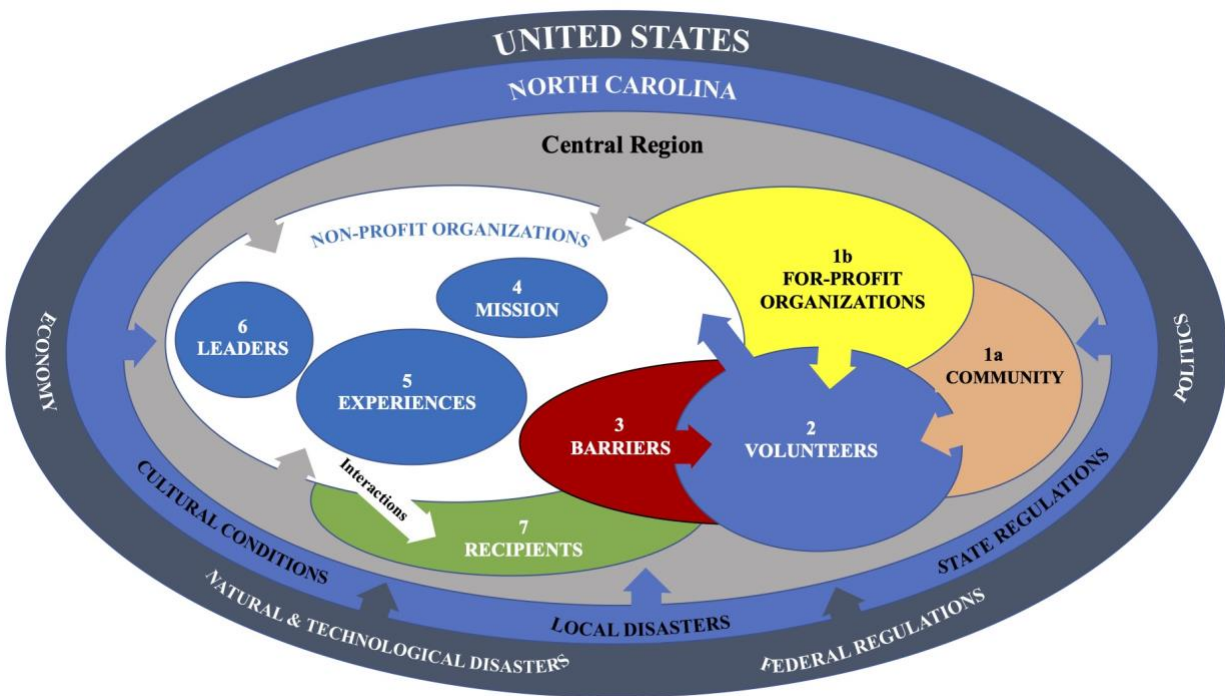 UNITED STATES
NORTH CAROLINA
Central Region
NON-PROFIT ORGANIZATIONS
1b
FOR-PROFIT
ORGANIZATIONS
4
MISSION
6
LEADERS
1a
COMMUNITY
5
EXPERIENCES
3
BARRIERS
2
VOLUNTEERS
Interactions
7
RECIPIENTS
ECONOMY
POLITICS
CULTURAL CONDITIONS
LOCAL DISASTERS
STATE REGULATIONS
NATURAL & TECHNOLOGICAL DISASTERS
FEDERAL REGULATIONS